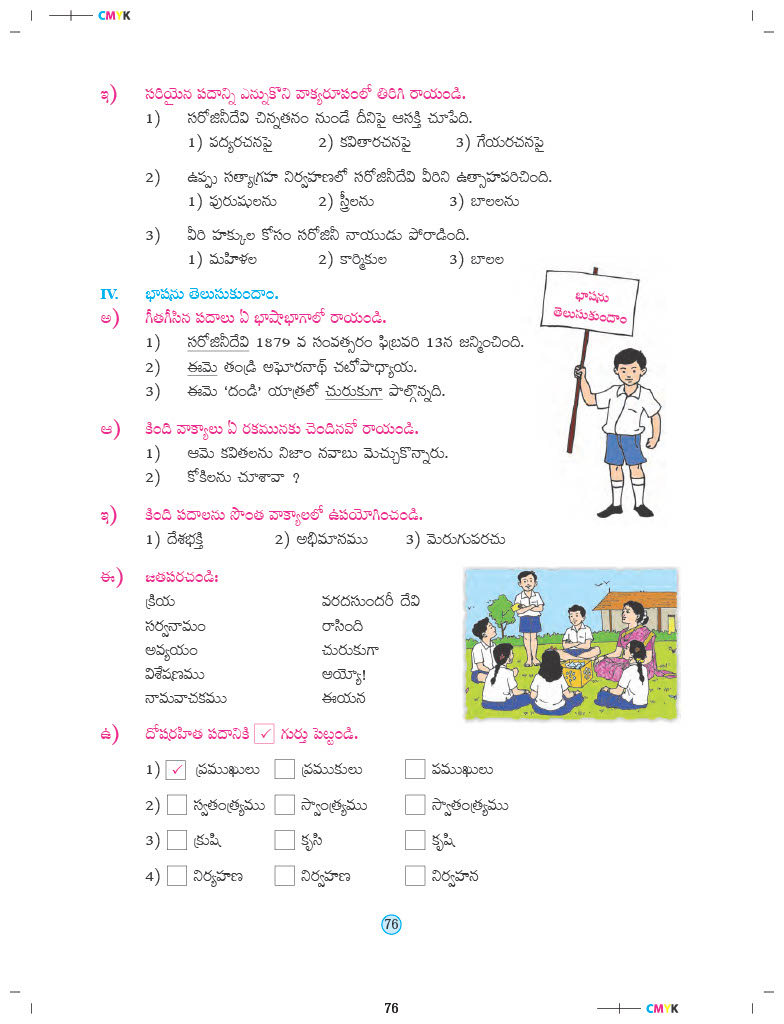 CMYK
ఇ) సరియైన పదాన్ని ఎన్నుకొని వాక్యరూపంలో తిరిగి రాయండి.
1) సరోజినీదేవి చిన్నతనం నుండే దీనిపై ఆసక్తి చూపేది.
1) పద్యరచనపై 2) కవితారచనపై 3) గేయరచనపై
2) ఉప్పు సత్యాగ్రహ నిర్వహణలో సరోజినీదేవి వీరిని ఉత్సాహపరిచింది.
1) పురుషులను 2) స్త్రీలను 3) బాలలను
3) వీరి హక్కుల కోసం సరోజినీ నాయుడు పోరాడింది.
1) మహిళల 2) కార్మికుల 3) బాలల
IV. భాషను తెలుసుకుందాం.
భాషను
తెలుసుకుందాం
అ) గీతగీసిన పదాలు ఏ భాషాభాగాలో రాయండి.
1) సరోజినీదేవి 1879 వ సంవత్సరం ఫిబ్రవరి 13న జన్మించింది.
2) ఈమె తండ్రి అఘోరనాథ్ చటోపాధ్యాయ.
3) ఈమె ‘దండి’ యాత్రలో చురుకుగా పాల్గొన్నది.
ఆ) కింది వాక్యాలు ఏ రకమునకు చెందినవో రాయండి.
1) ఆమె కవితలను నిజాం నవాబు మెచ్చుకొన్నారు.
2) కోకిలను చూశావా ?
ఇ) కింది పదాలను సొంత వాక్యాలలో ఉపయోగించండి.
1) దేశభక్తి 2) అభిమానము 3) మెరుగుపరచు
ఈ) జతపరచండి:
క్రియ వరదసుందరీ దేవి
సర్వనామం రాసింది
అవ్యయం చురుకుగా
విశేషణము అయ్యో!
నామవాచకము ఈయన
ఉ) దోషరహిత పదానికి ✓ గుర్తు పెట్టండి.
1) ✓ ప్రముఖులు ప్రముకులు పముఖులు
2) స్వతంత్ర్యము స్వాంత్ర్యము స్వాతంత్ర్యము
3) క్రుషి కృసి కృషి
4) నిర్యహణ నిర్వహణ నిర్వహన
76
76
CMYK